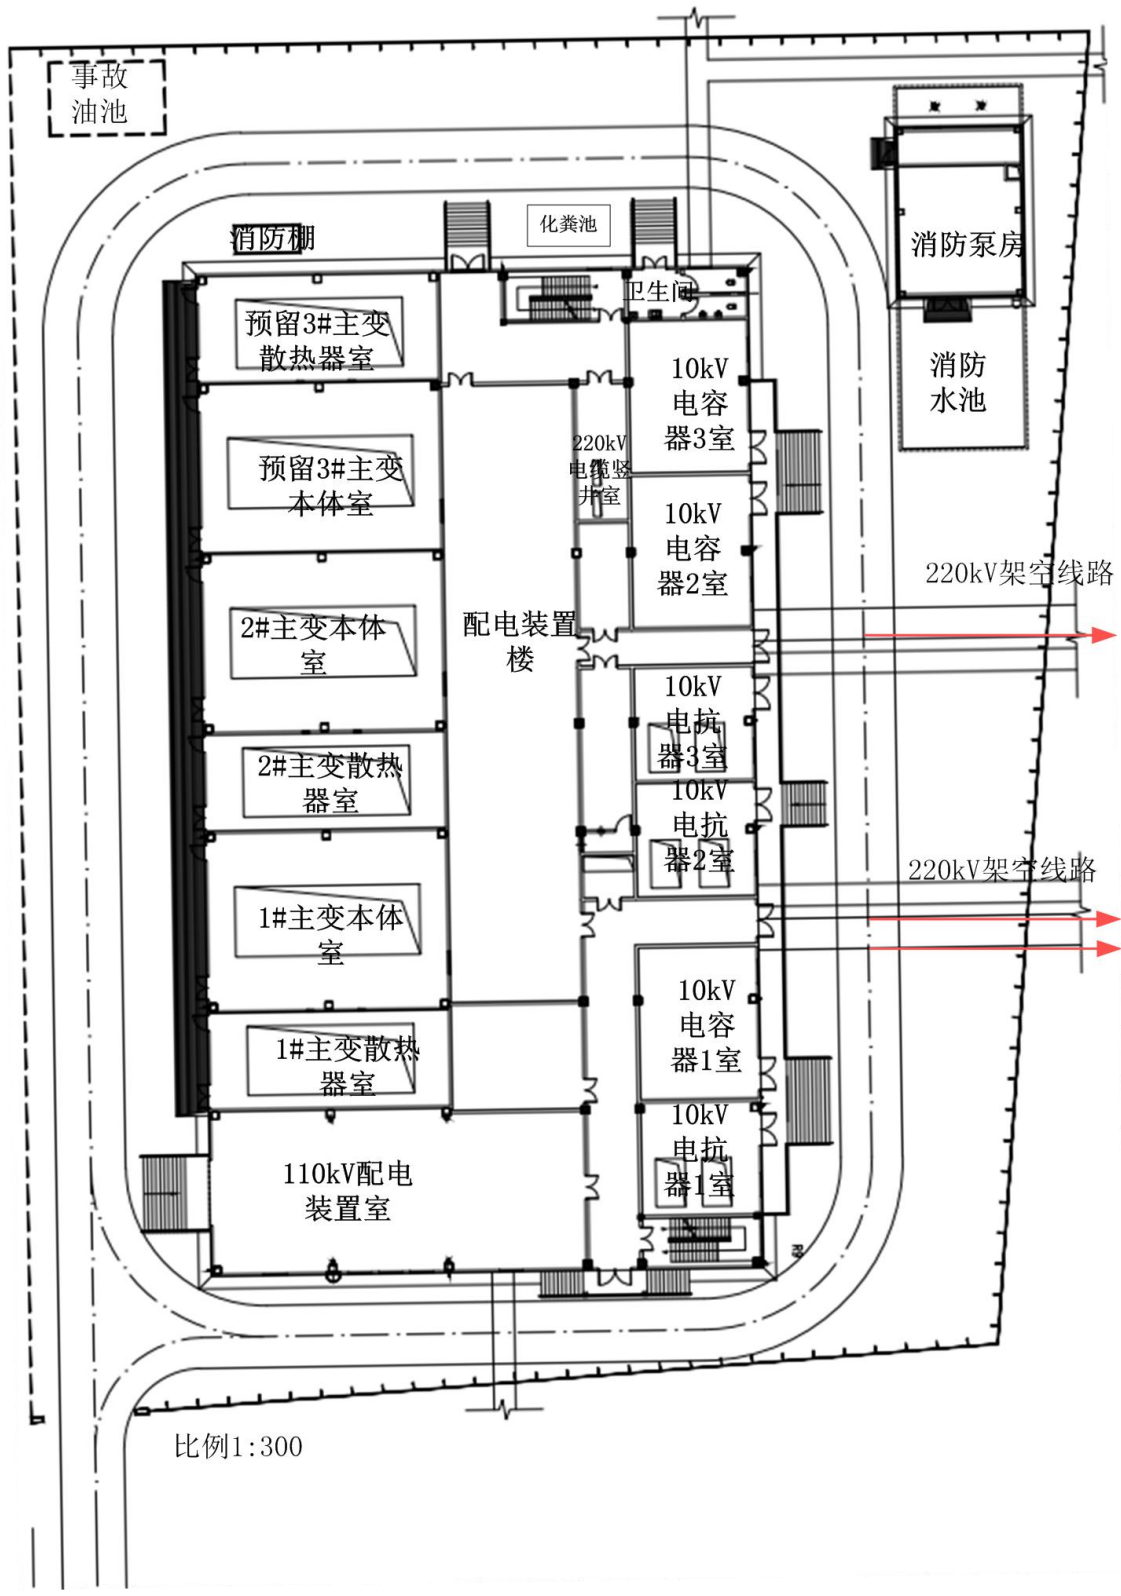 事故
油池
化粪池
消防棚
消防泵房
卫生间
预留3#主变
散热器室
消防
水池
10kV
电容
器3室
220kV
电缆竖
井室
预留3#主变
本体室
10kV
电容
器2室
220kV架空线路
2#主变本体
室
配电装置
楼
10kV
电抗
器3室
2#主变散热
器室
10kV
电抗
器2室
220kV架空线路
1#主变本体
室
10kV
电容
器1室
1#主变散热
器室
10kV
电抗
器1室
110kV配电
装置室
R9
比例1:300